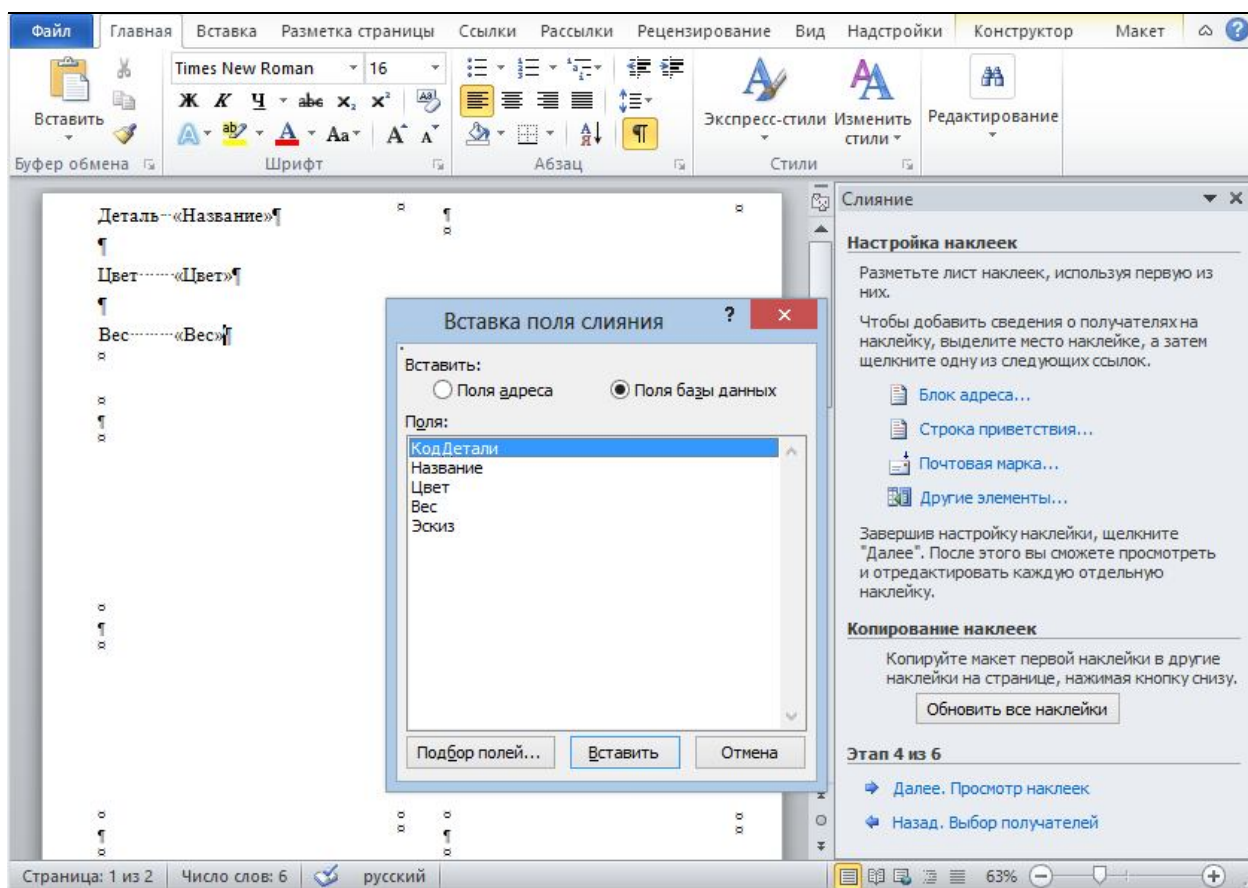 Файл Главная Вставка Разметка страницы Ссылки Рассылки Рецензирование Вид Надстройки Конструктор Макет
Times New Roman 16
Ж К Ч abc x₂ x²
Аа А А
Вставить
Экспресс-стили
Изменить стили
Редактирование
Буфер обмена Шрифт Абзац Стили
Деталь··«Название»¶
¶
Цвет·······«Цвет»¶
¶
Вес·········«Вес»¶
Вставка поля слияния ? ×
Вставить:
Поля адреса Поля базы данных
Поля:
КодДетали
Название
Цвет
Вес
Эскиз
Подбор полей... Вставить Отмена
Слияние
Настройка наклеек
Разметьте лист наклеек, используя первую из
них.
Чтобы добавить сведения о получателях на
наклейку, выделите место наклейке, а затем
щелкните одну из следующих ссылок.
Блок адреса...
Строка приветствия...
Почтовая марка...
Другие элементы...
Завершив настройку наклейки, щелкните
"Далее". После этого вы сможете просмотреть
и отредактировать каждую отдельную
наклейку.
Копирование наклеек
Копируйте макет первой наклейки в другие
наклейки на странице, нажимая кнопку снизу.
Обновить все наклейки
Этап 4 из 6
Далее. Просмотр наклеек
Назад. Выбор получателей
Страница: 1 из 2 Число слов: 6 русский 63%